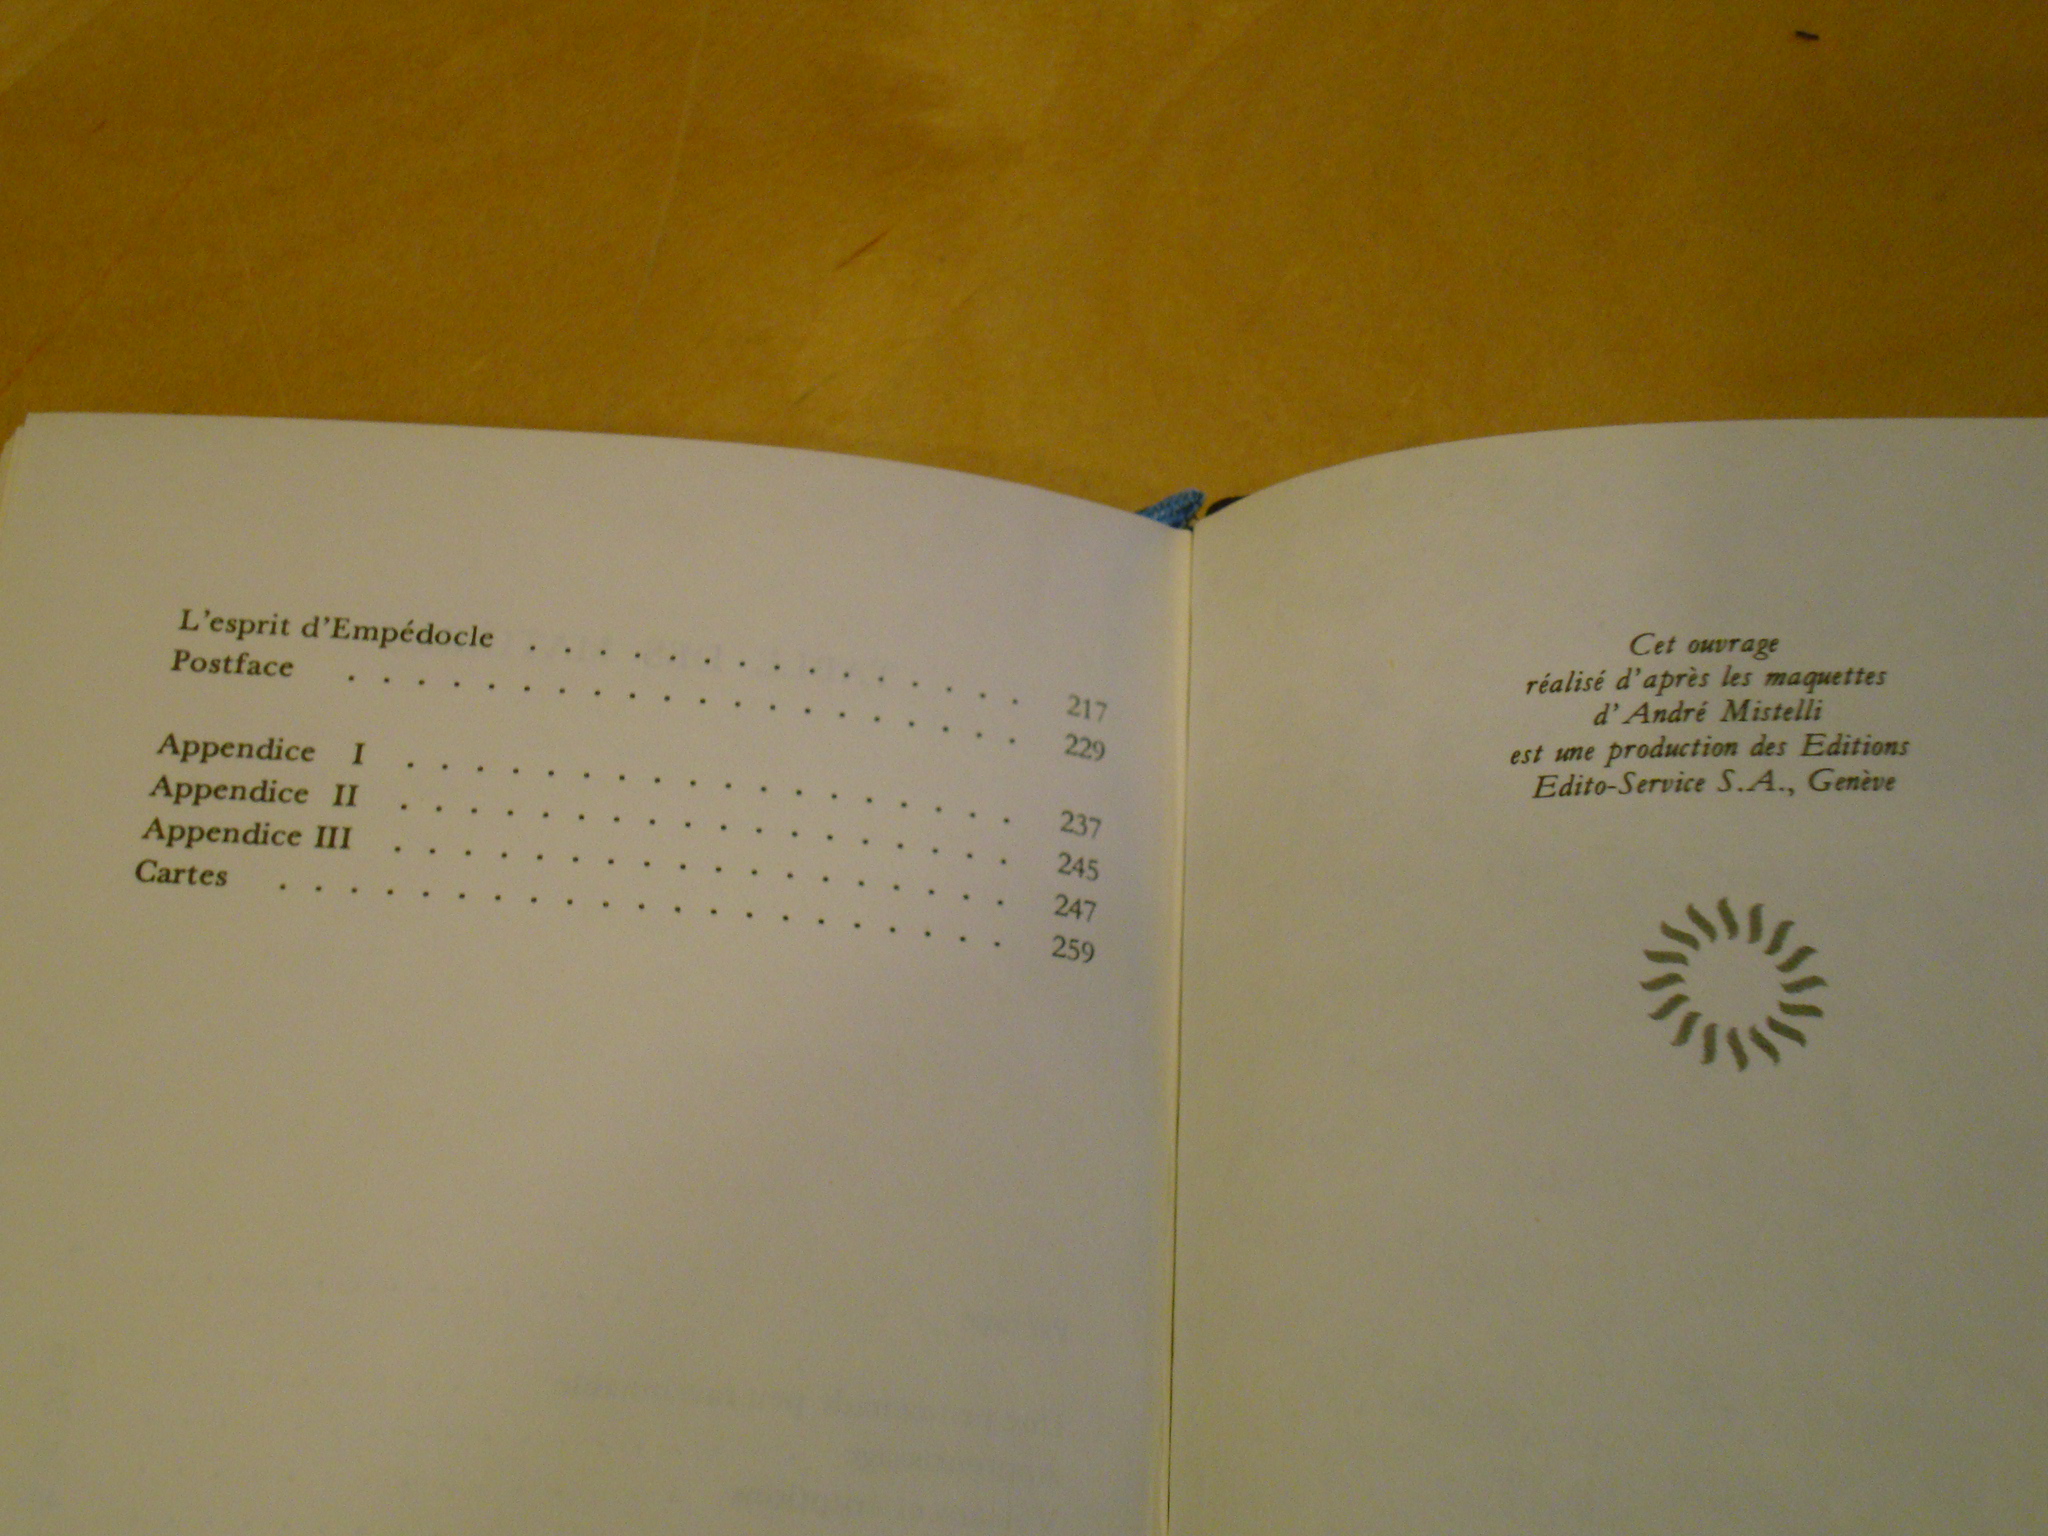 L'esprit d'Empédocle . . . . . . . . . . . . . . . 217
Postface . . . . . . . . . . . . . . . . . . . . 229
Appendice I . . . . . . . . . . . . . . . . . . 237
Appendice II . . . . . . . . . . . . . . . . . . 245
Appendice III . . . . . . . . . . . . . . . . . . 247
Cartes . . . . . . . . . . . . . . . . . . . . . 259
Cet ouvrage
réalisé d'après les maquettes
d'André Mistelli
est une production des Editions
Edito-Service S.A., Genève